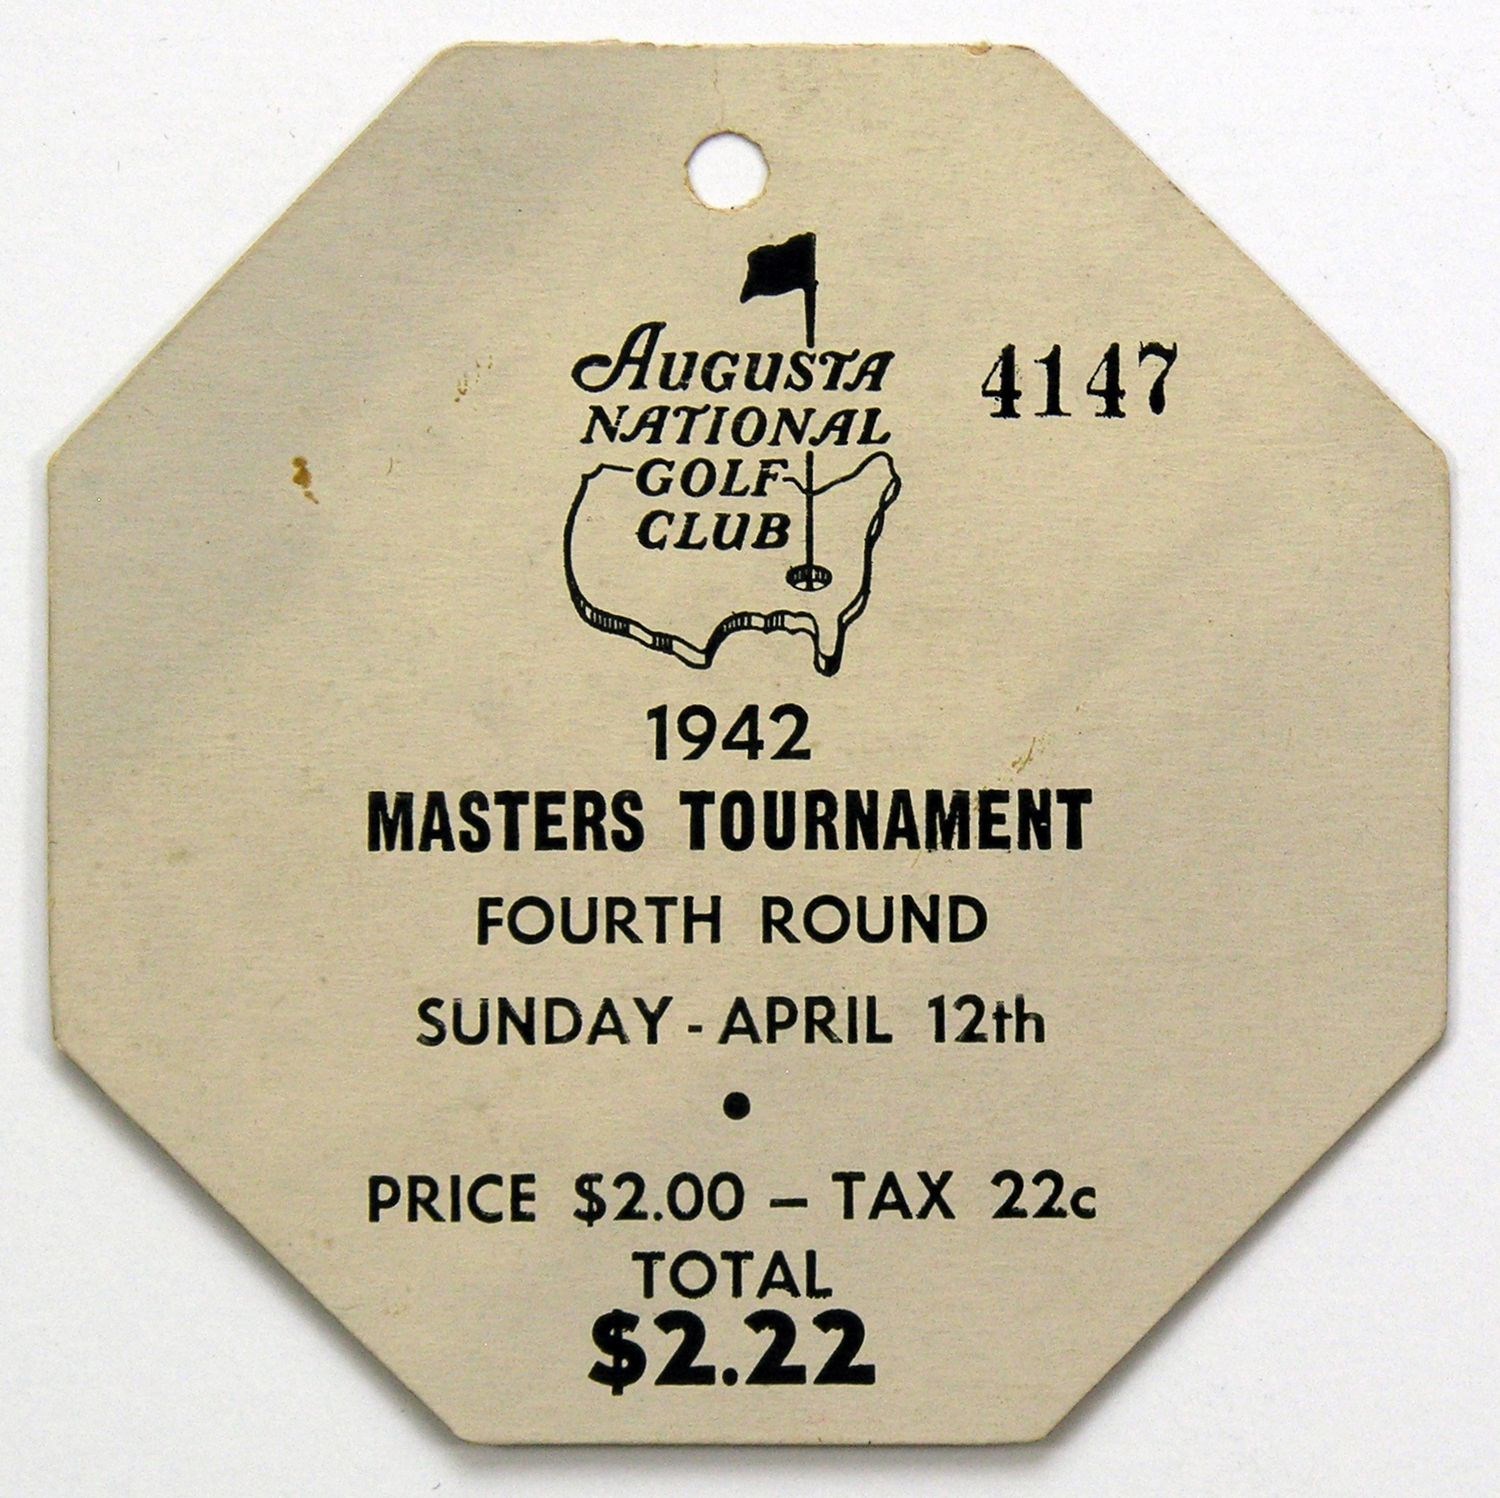 Augusta
NATIONAL
GOLF
CLUB
4147
1942
MASTERS TOURNAMENT
FOURTH ROUND
SUNDAY - APRIL 12th
•
PRICE $2.00 – TAX 22c
TOTAL
$2.22